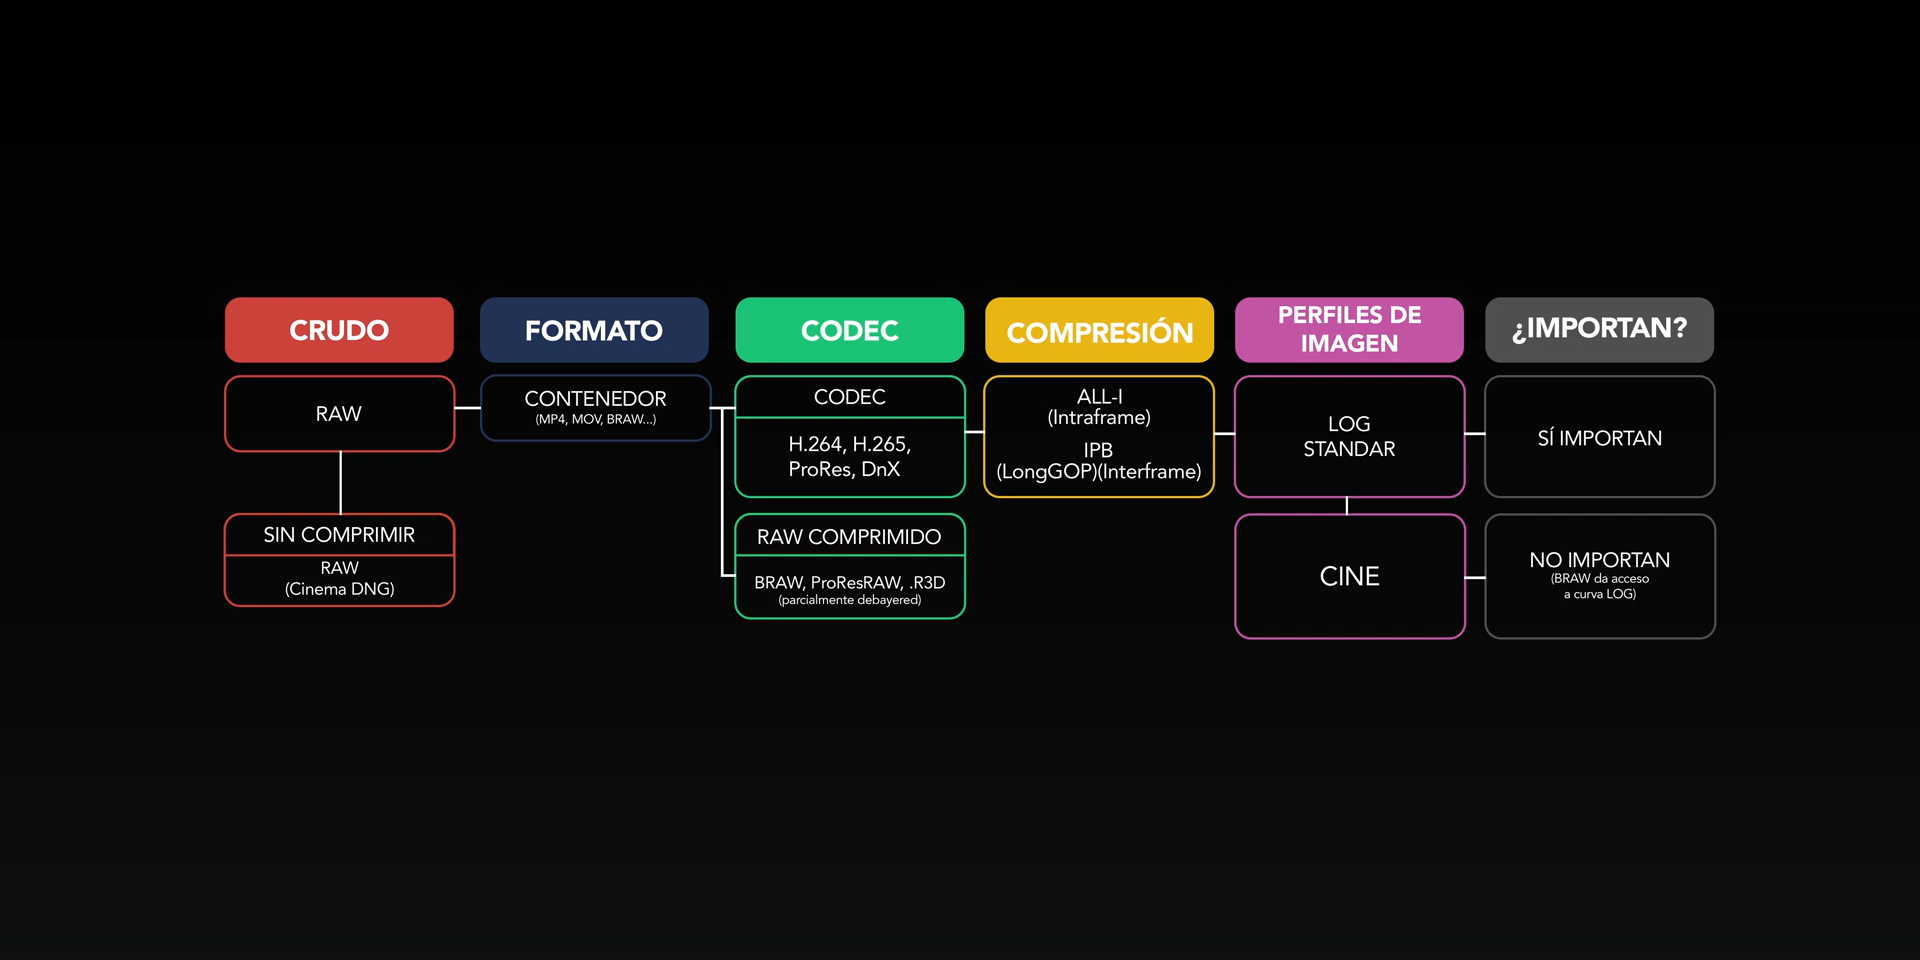 CRUDO
FORMATO
CODEC
COMPRESIÓN
PERFILES DE
IMAGEN
¿IMPORTAN?
RAW
SIN COMPRIMIR
RAW
(Cinema DNG)
CONTENEDOR
(MP4, MOV, BRAW...)
CODEC
H.264, H.265,
ProRes, DnX
RAW COMPRIMIDO
BRAW, ProResRAW, .R3D
(parcialmente debayered)
ALL-I
(Intraframe)
IPB
(LongGOP)(Interframe)
LOG
STANDAR
CINE
SÍ IMPORTAN
NO IMPORTAN
(BRAW da acceso
a curva LOG)